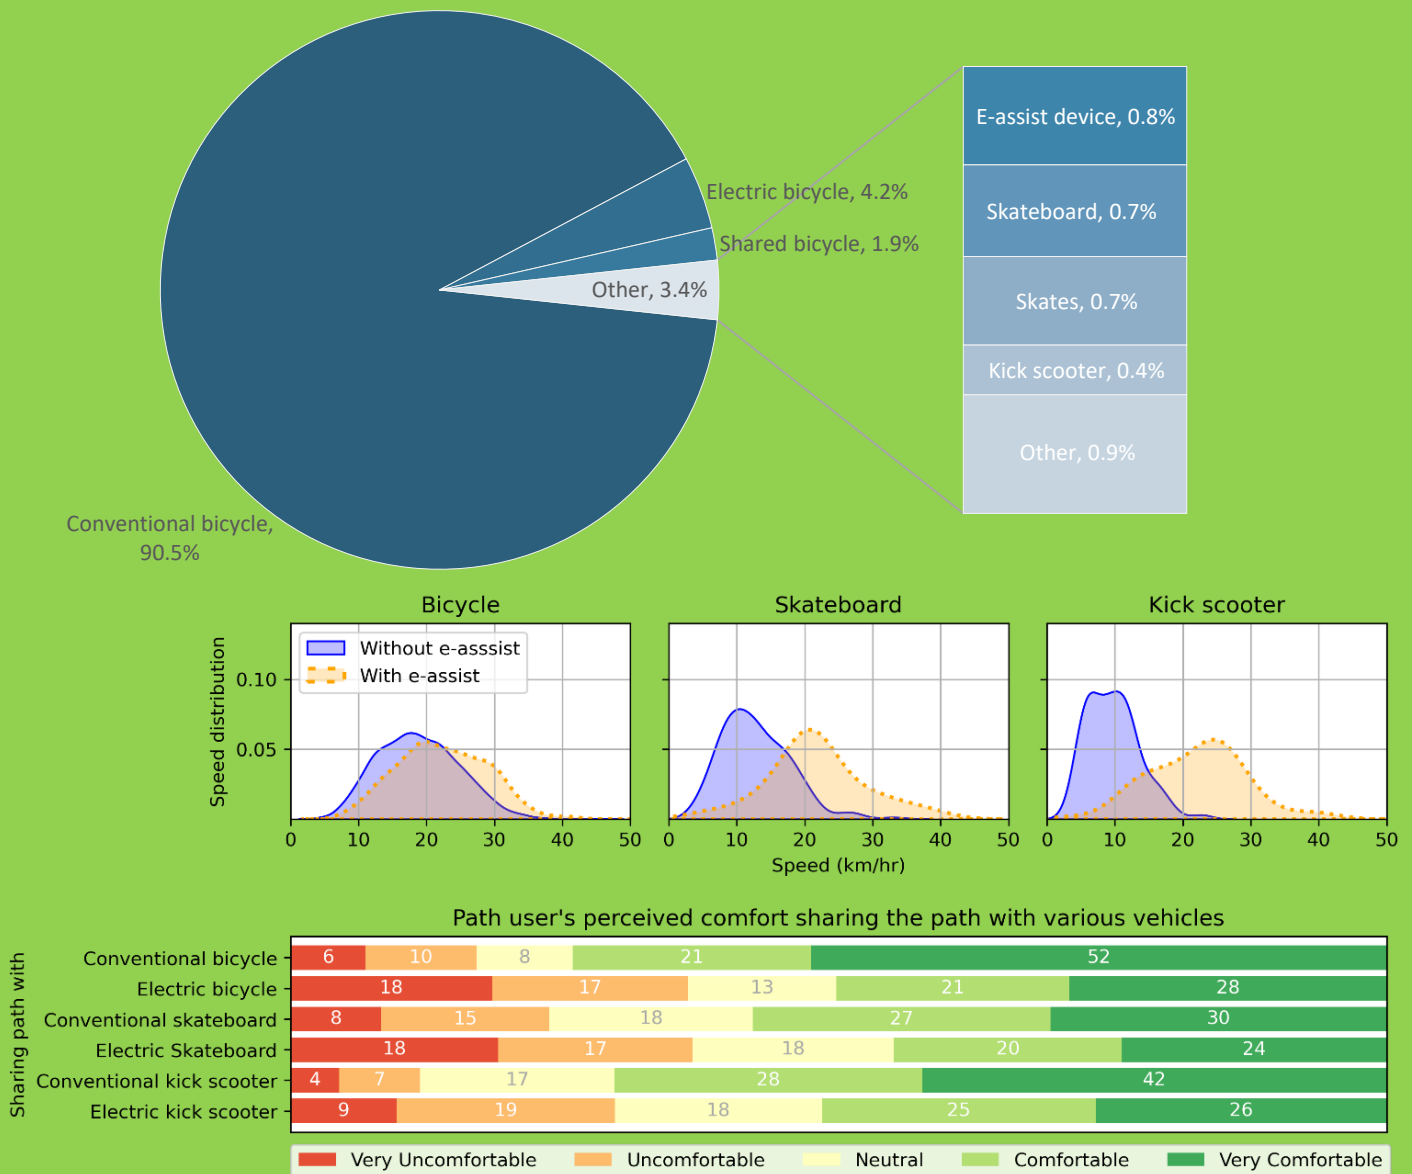 E-assist device, 0.8%
Electric bicycle, 4.2%
Skateboard, 0.7%
Shared bicycle, 1.9%
Other, 3.4%
Skates, 0.7%
Kick scooter, 0.4%
Other, 0.9%
Conventional bicycle,
90.5%
Bicycle
Skateboard
Kick scooter
Speed distribution
0.10
0.05
Without e-asssist
With e-assist
0 10 20 30 40 50
0 10 20 30 40 50
0 10 20 30 40 50
Speed (km/hr)
Path user's perceived comfort sharing the path with various vehicles
Sharing path with
Conventional bicycle 6 10 8 21 52
Electric bicycle 18 17 13 21 28
Conventional skateboard 8 15 18 27 30
Electric Skateboard 18 17 18 20 24
Conventional kick scooter 4 7 17 28 42
Electric kick scooter 9 19 18 25 26
Very Uncomfortable Uncomfortable Neutral Comfortable Very Comfortable